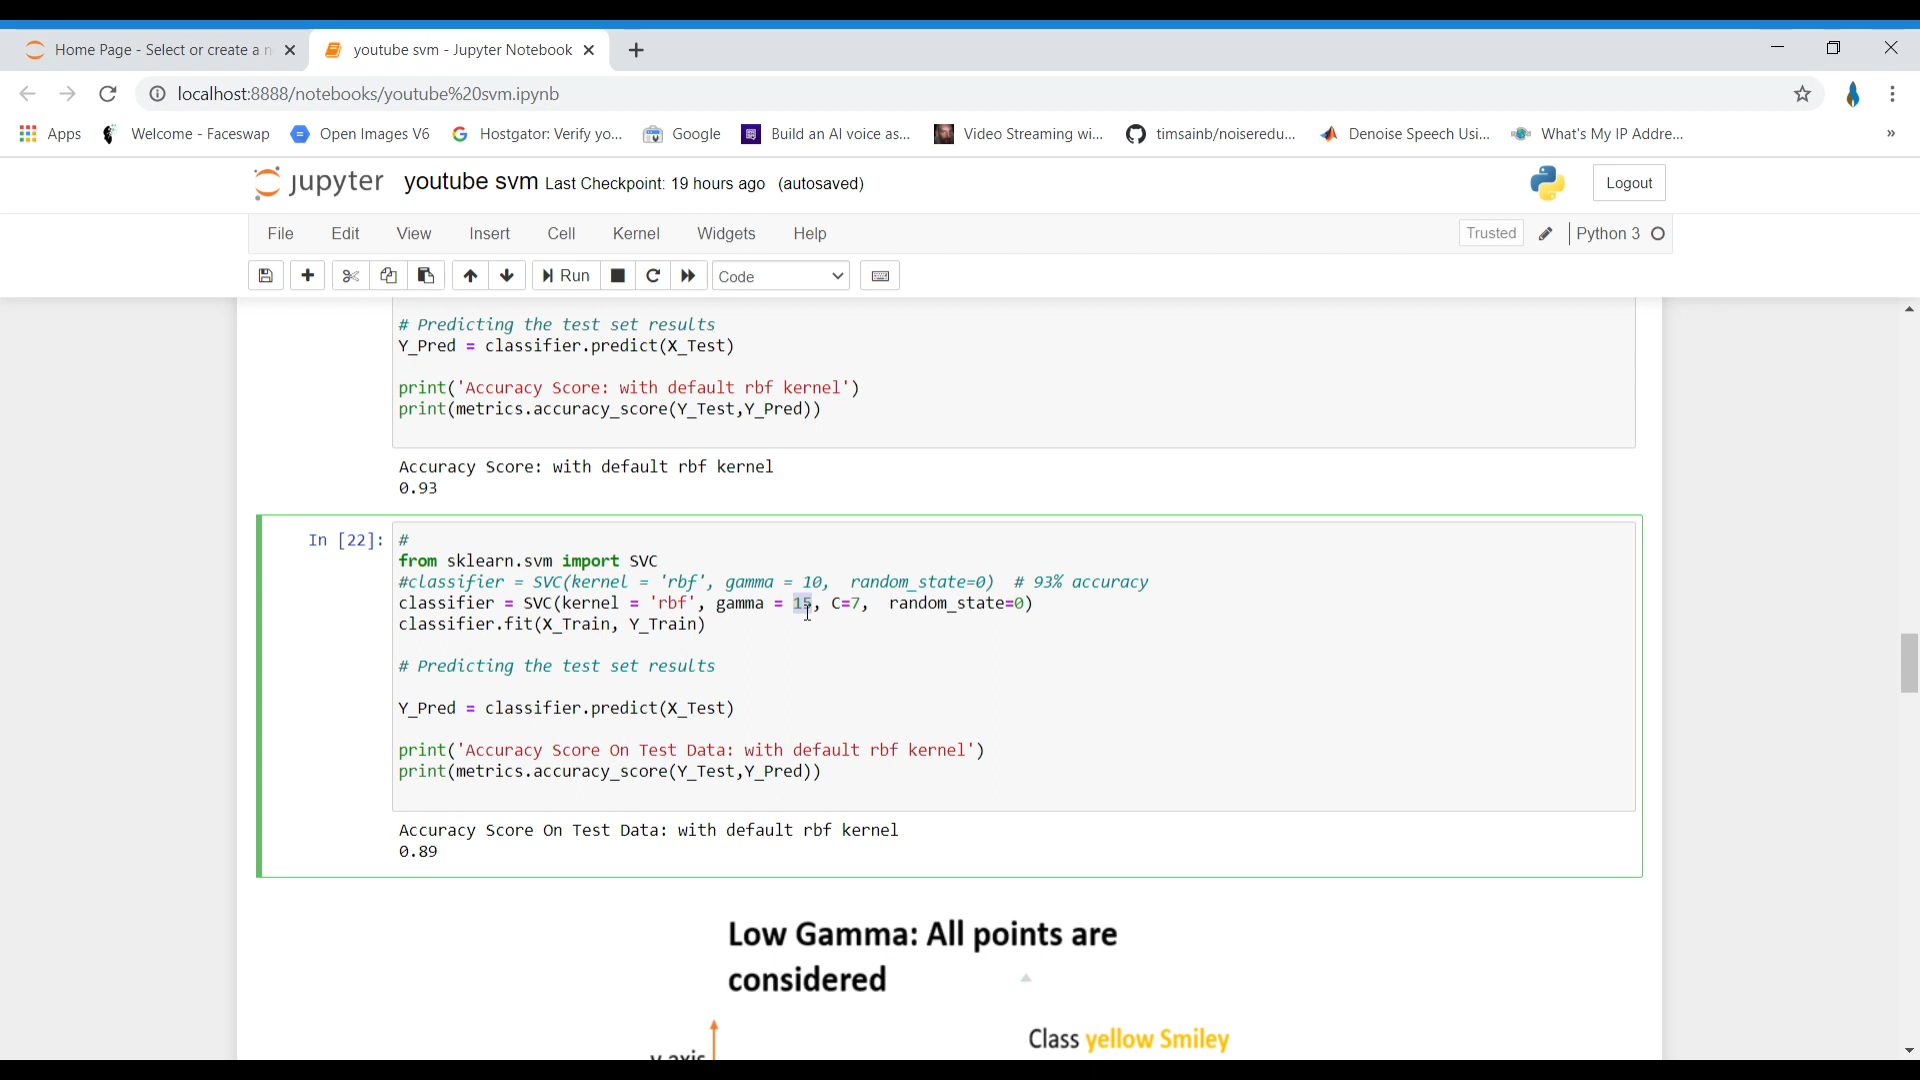 Home Page - Select or create a n
youtube svm - Jupyter Notebook
localhost:8888/notebooks/youtube%20svm.ipynb
Apps
Welcome - Faceswap
Open Images V6
Hostgator: Verify yo...
Google
Build an AI voice as...
Video Streaming wi...
timsainb/noiseredu...
Denoise Speech Usi...
What's My IP Addre...
»
jupyter youtube svm Last Checkpoint: 19 hours ago (autosaved)
Logout
File Edit View Insert Cell Kernel Widgets Help
Trusted
Python 3
Run
Code
# Predicting the test set results
Y_Pred = classifier.predict(X_Test)
print('Accuracy Score: with default rbf kernel')
print(metrics.accuracy_score(Y_Test,Y_Pred))
Accuracy Score: with default rbf kernel
0.93
In [22]:
#
from sklearn.svm import SVC
#classifier = SVC(kernel = 'rbf', gamma = 10, random_state=0) # 93% accuracy
classifier = SVC(kernel = 'rbf', gamma = 15, C=7, random_state=0)
classifier.fit(X_Train, Y_Train)
# Predicting the test set results
Y_Pred = classifier.predict(X_Test)
print('Accuracy Score On Test Data: with default rbf kernel')
print(metrics.accuracy_score(Y_Test,Y_Pred))
Accuracy Score On Test Data: with default rbf kernel
0.89
Low Gamma: All points are
considered
Class yellow Smiley
y axis